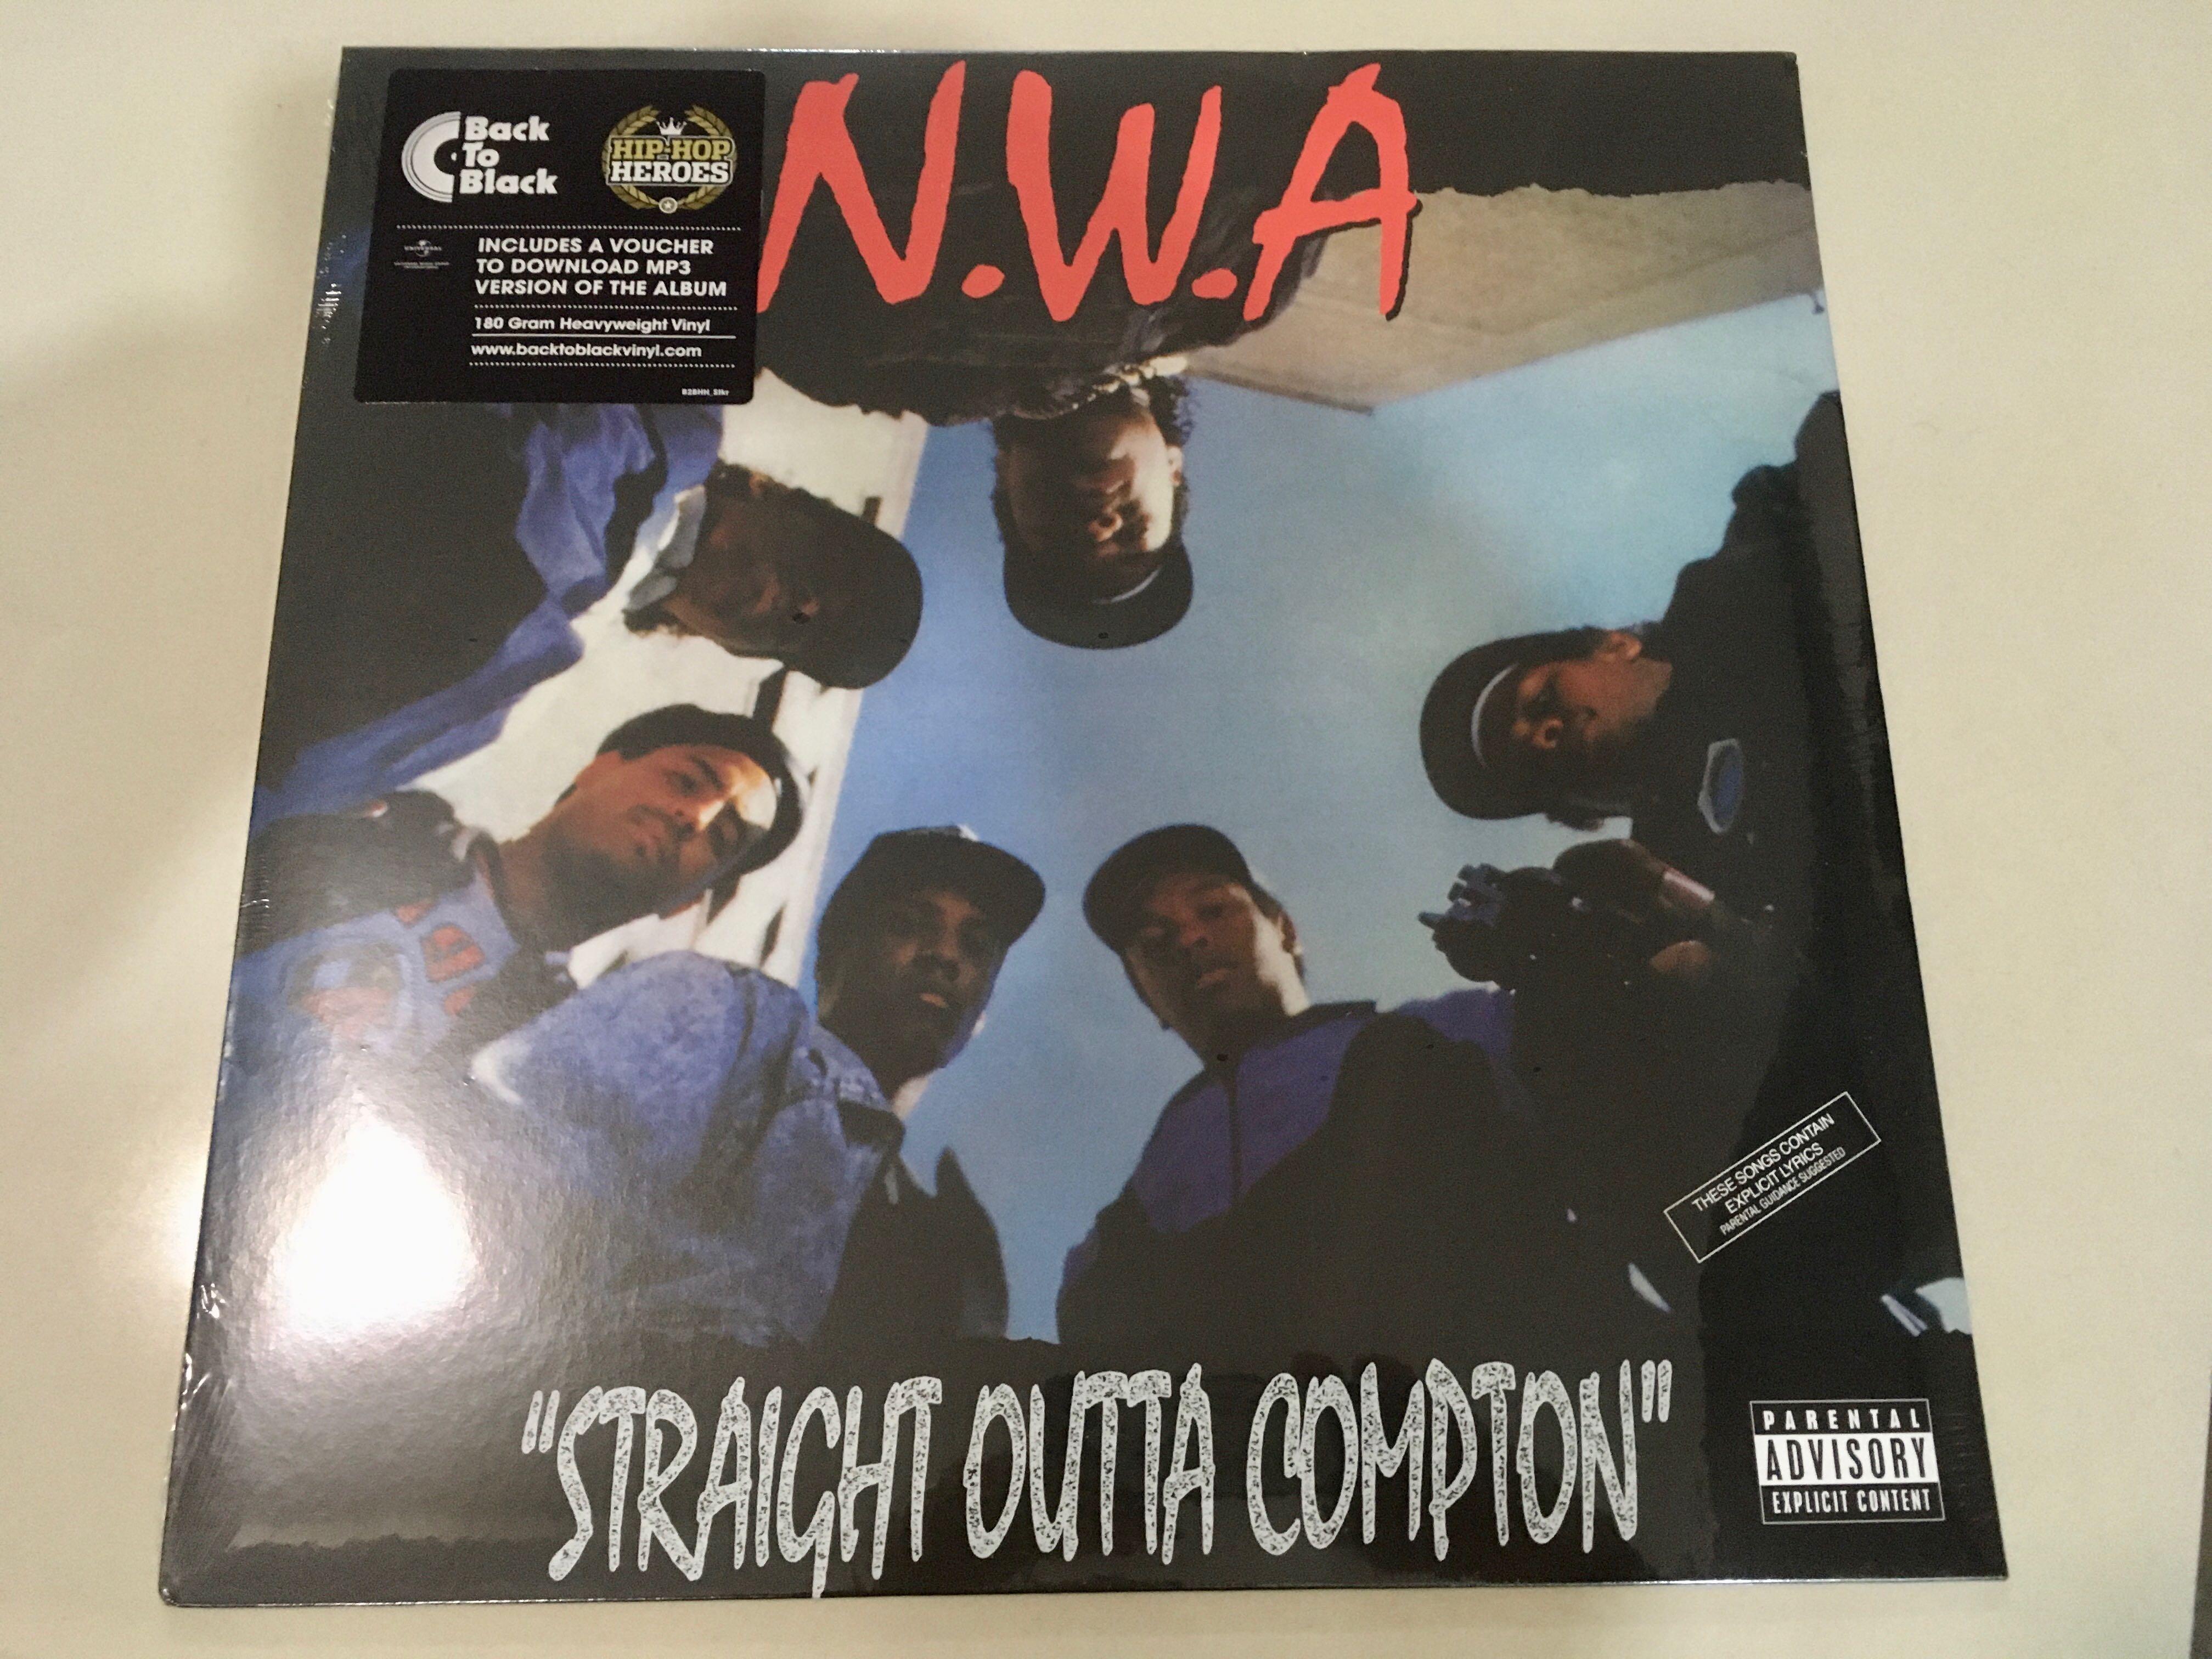 Back
To
Black
HIP-HOP
HEROES
UNIVERSAL
INCLUDES A VOUCHER
TO DOWNLOAD MP3
VERSION OF THE ALBUM
180 Gram Heavyweight Vinyl
www.backtoblackvinyl.com
N.W.A
THESE SONGS CONTAIN
EXPLICIT LYRICS
PARENTAL GUIDANCE SUGGESTED
"STRAIGHT OUTTA COMPTON"
PARENTAL
ADVISORY
EXPLICIT CONTENT